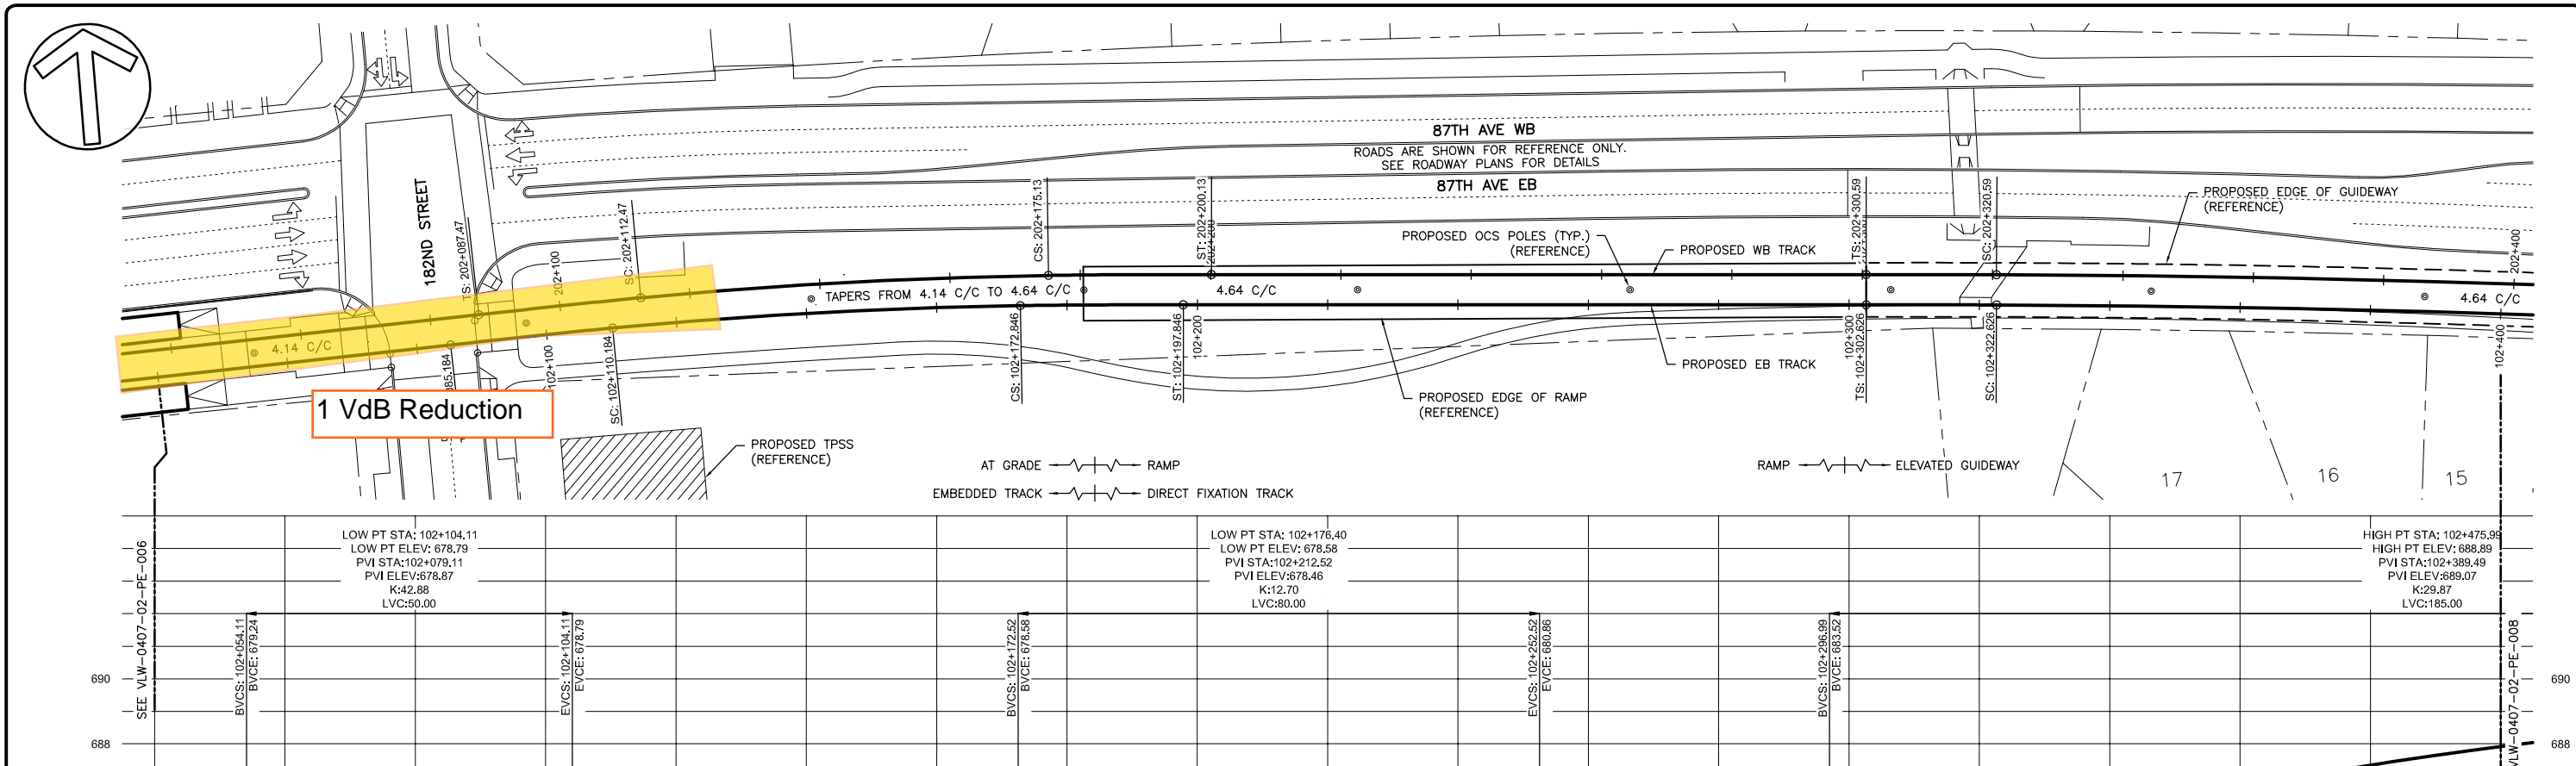 87TH AVE WB
ROADS ARE SHOWN FOR REFERENCE ONLY.
SEE ROADWAY PLANS FOR DETAILS
87TH AVE EB
182ND STREET
TS: 202+087.47
202+100
SC: 202+112.47
CS: 202+175.13
ST: 202+200.13
202+200
TS: 202+300.59
SC: 202+320.59
202+400
PROPOSED EDGE OF GUIDEWAY
(REFERENCE)
PROPOSED OCS POLES (TYP.)
(REFERENCE)
PROPOSED WB TRACK
4.14 C/C
TAPERS FROM 4.14 C/C TO 4.64 C/C
4.64 C/C
4.64 C/C
085.184
102+100
SC: 102+110.184
CS: 102+172.846
ST: 102+197.846
102+200
102+300
TS: 102+302.626
SC: 102+322.626
102+400
PROPOSED EB TRACK
PROPOSED EDGE OF RAMP
(REFERENCE)
1 VdB Reduction
PROPOSED TPSS
(REFERENCE)
AT GRADE RAMP
EMBEDDED TRACK DIRECT FIXATION TRACK
RAMP ELEVATED GUIDEWAY
17
16
15
SEE VLW-0407-02-PE-006
LOW PT STA: 102+104.11
LOW PT ELEV: 678.79
PVI STA:102+079.11
PVI ELEV:678.87
K:42.88
LVC:50.00
LOW PT STA: 102+176.40
LOW PT ELEV: 678.58
PVI STA:102+212.52
PVI ELEV:678.46
K:12.70
LVC:80.00
HIGH PT STA: 102+475.99
HIGH PT ELEV: 688.89
PVI STA:102+389.49
PVI ELEV:689.07
K:29.87
LVC:185.00
BVCS: 102+054.11
BVCE: 679.24
EVCS: 102+104.11
EVCE: 678.79
BVCS: 102+172.52
BVCE: 678.58
EVCS: 102+252.52
EVCE: 680.86
BVCS: 102+296.99
BVCE: 683.52
VLW-0407-02-PE-008
690
690
688
688